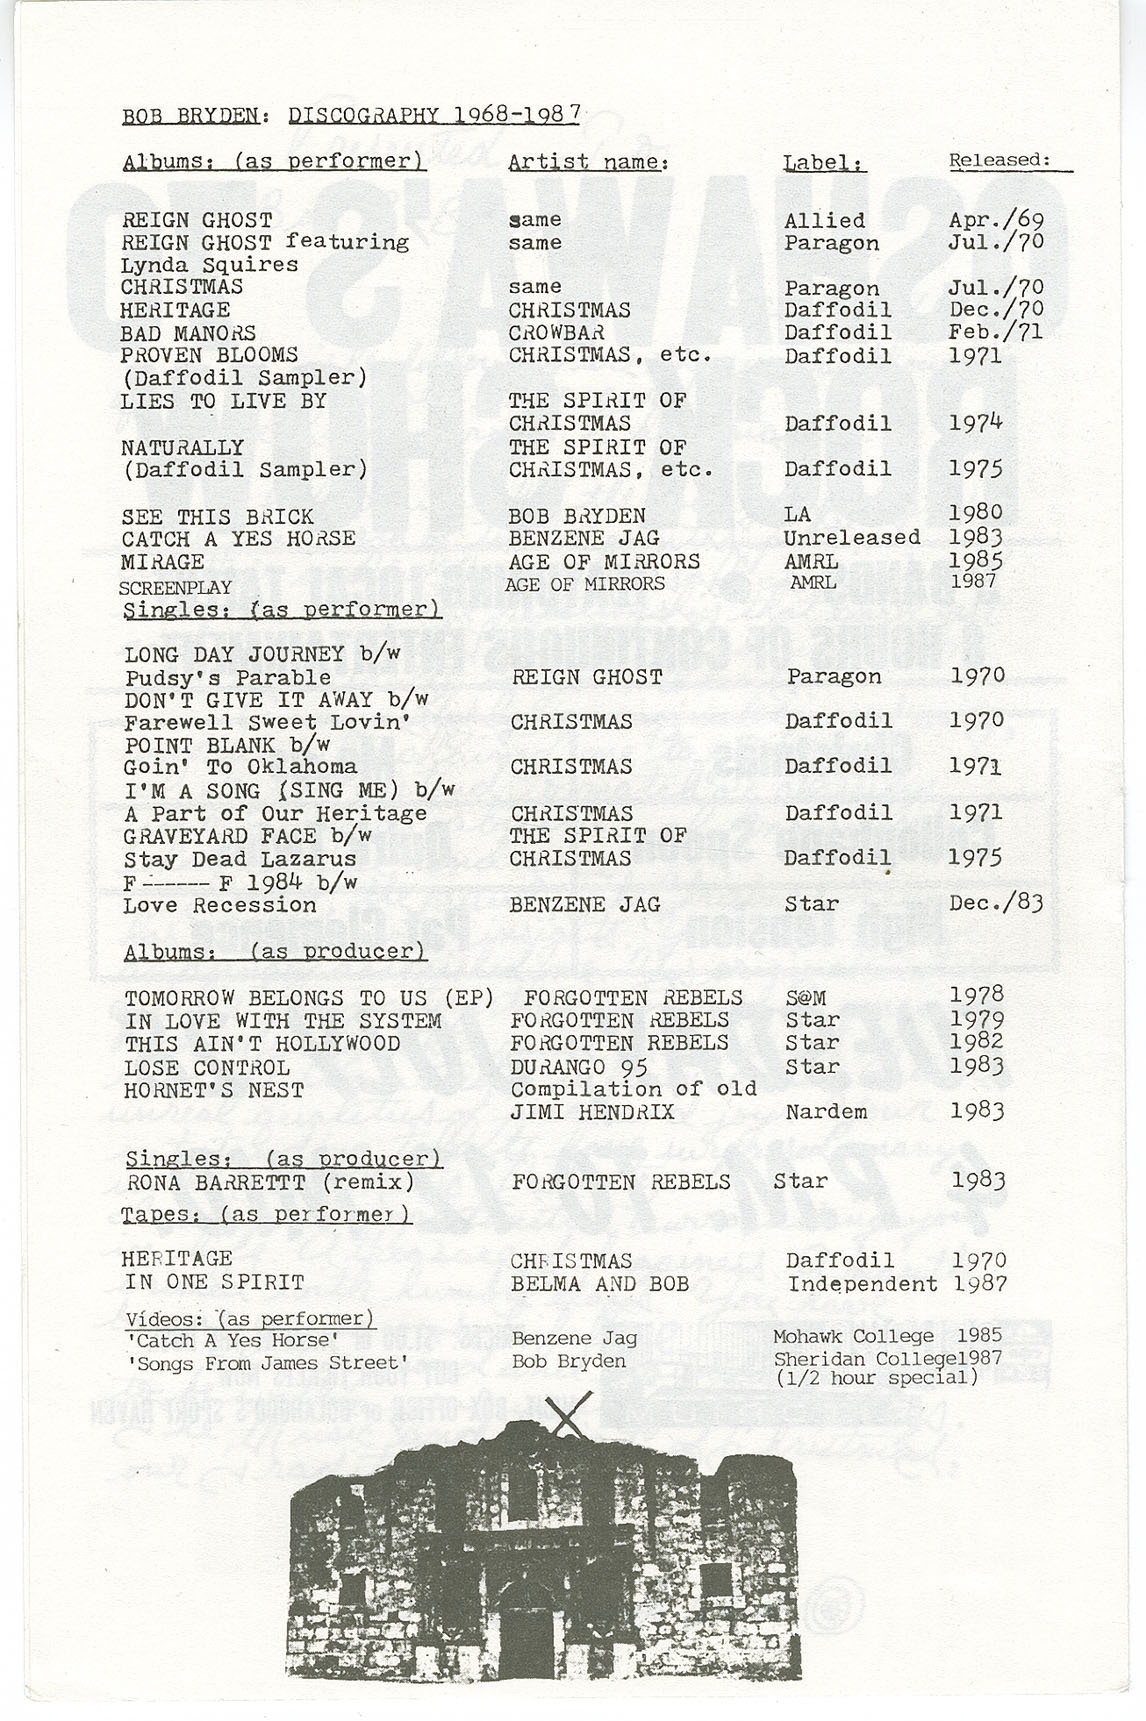 BOB BRYDEN: DISCOGRAPHY 1968-1987
Albums: (as performer) Artist name: Label: Released:
REIGN GHOST same Allied Apr./69
REIGN GHOST featuring same Paragon Jul./70
Lynda Squires
CHRISTMAS same Paragon Jul./70
HERITAGE CHRISTMAS Daffodil Dec./70
BAD MANORS CROWBAR Daffodil Feb./71
PROVEN BLOOMS CHRISTMAS, etc. Daffodil 1971
(Daffodil Sampler)
LIES TO LIVE BY THE SPIRIT OF
CHRISTMAS Daffodil 1974
NATURALLY THE SPIRIT OF
(Daffodil Sampler) CHRISTMAS, etc. Daffodil 1975
SEE THIS BRICK BOB BRYDEN LA 1980
CATCH A YES HORSE BENZENE JAG Unreleased 1983
MIRAGE AGE OF MIRRORS AMRL 1985
SCREENPLAY AGE OF MIRRORS AMRL 1987
Singles: (as performer)
LONG DAY JOURNEY b/w
Pudsy's Parable REIGN GHOST Paragon 1970
DON'T GIVE IT AWAY b/w
Farewell Sweet Lovin' CHRISTMAS Daffodil 1970
POINT BLANK b/w
Goin' To Oklahoma CHRISTMAS Daffodil 1971
I'M A SONG (SING ME) b/w
A Part of Our Heritage CHRISTMAS Daffodil 1971
GRAVEYARD FACE b/w THE SPIRIT OF
Stay Dead Lazarus CHRISTMAS Daffodil 1975
F------ F 1984 b/w
Love Recession BENZENE JAG Star Dec./83
Albums: (as producer)
TOMORROW BELONGS TO US (EP) FORGOTTEN REBELS S@M 1978
IN LOVE WITH THE SYSTEM FORGOTTEN REBELS Star 1979
THIS AIN'T HOLLYWOOD FORGOTTEN REBELS Star 1982
LOSE CONTROL DURANGO 95 Star 1983
HORNET'S NEST Compilation of old
JIMI HENDRIX Nardem 1983
Singles: (as producer)
RONA BARRETTT (remix) FORGOTTEN REBELS Star 1983
Tapes: (as performer)
HERITAGE CHRISTMAS Daffodil 1970
IN ONE SPIRIT BELMA AND BOB Independent 1987
Videos: (as performer)
'Catch A Yes Horse' Benzene Jag Mohawk College 1985
'Songs From James Street' Bob Bryden Sheridan College1987
(1/2 hour special)